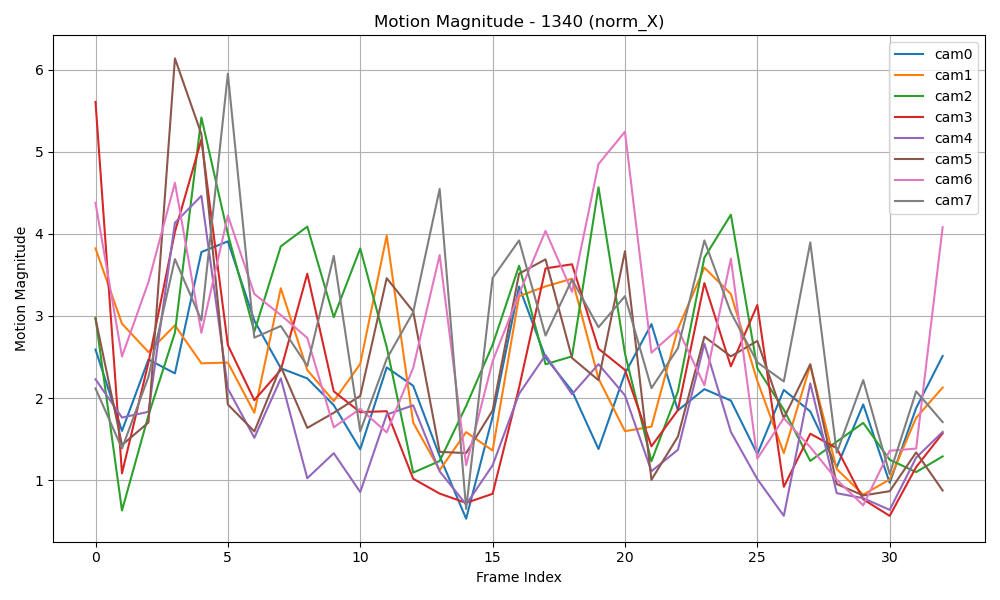 Motion Magnitude - 1340 (norm_X)
cam0
cam1
cam2
cam3
cam4
cam5
cam6
cam7
6
5
4
3
2
1
Motion Magnitude
0 5 10 15 20 25 30
Frame Index